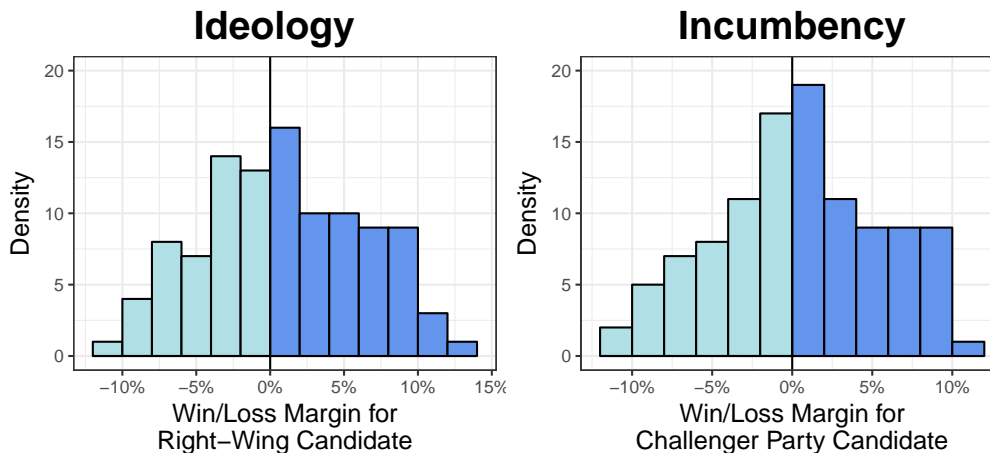 Ideology
Density
20
15
10
5
0
−10%
−5%
0%
5%
10%
15%
Win/Loss Margin for
Right−Wing Candidate
Incumbency
Density
20
15
10
5
0
−10%
−5%
0%
5%
10%
Win/Loss Margin for
Challenger Party Candidate